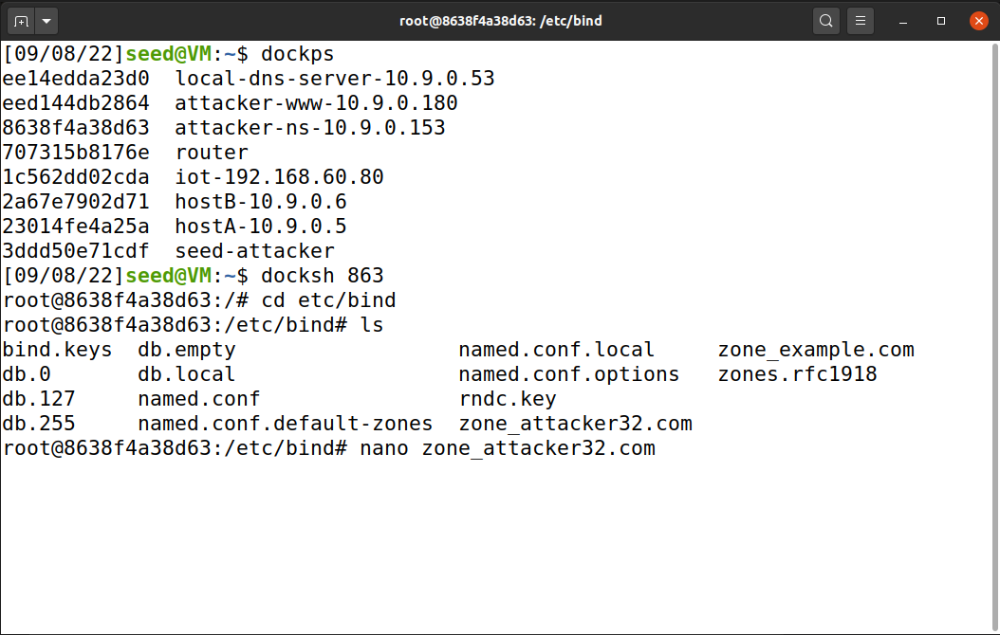 root@8638f4a38d63: /etc/bind
[09/08/22]seed@VM:~$ dockps
ee14edda23d0  local-dns-server-10.9.0.53
eed144db2864  attacker-www-10.9.0.180
8638f4a38d63  attacker-ns-10.9.0.153
707315b8176e  router
1c562dd02cda  iot-192.168.60.80
2a67e7902d71  hostB-10.9.0.6
23014fe4a25a  hostA-10.9.0.5
3ddd50e71cdf  seed-attacker
[09/08/22]seed@VM:~$ docksh 863
root@8638f4a38d63:/# cd etc/bind
root@8638f4a38d63:/etc/bind# ls
bind.keys  db.empty                  named.conf.local     zone_example.com
db.0       db.local                  named.conf.options   zones.rfc1918
db.127     named.conf                rndc.key
db.255     named.conf.default-zones  zone_attacker32.com
root@8638f4a38d63:/etc/bind# nano zone_attacker32.com